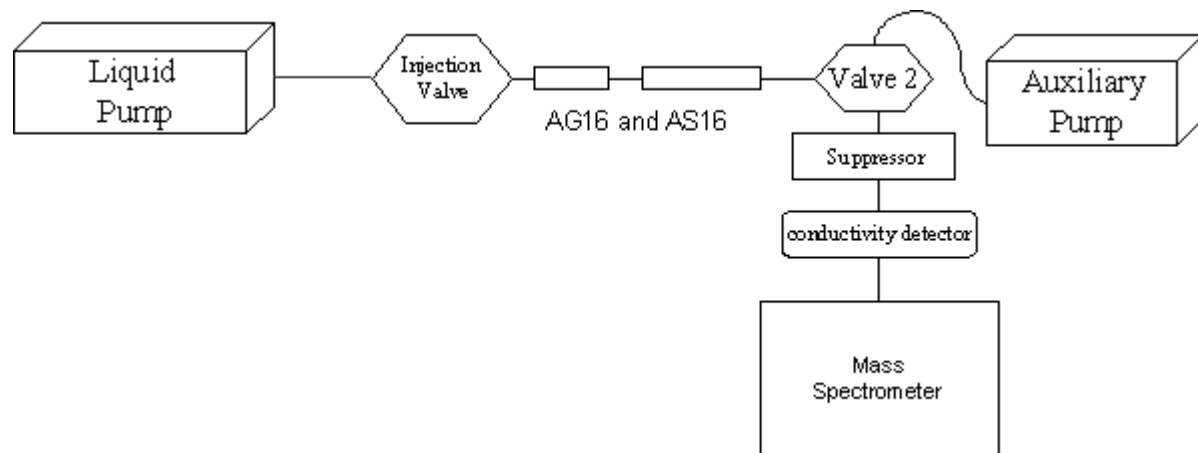 Liquid
Pump
Injection
Valve
AG16 and AS16
Valve 2
Auxiliary
Pump
Suppressor
conductivity detector
Mass
Spectrometer